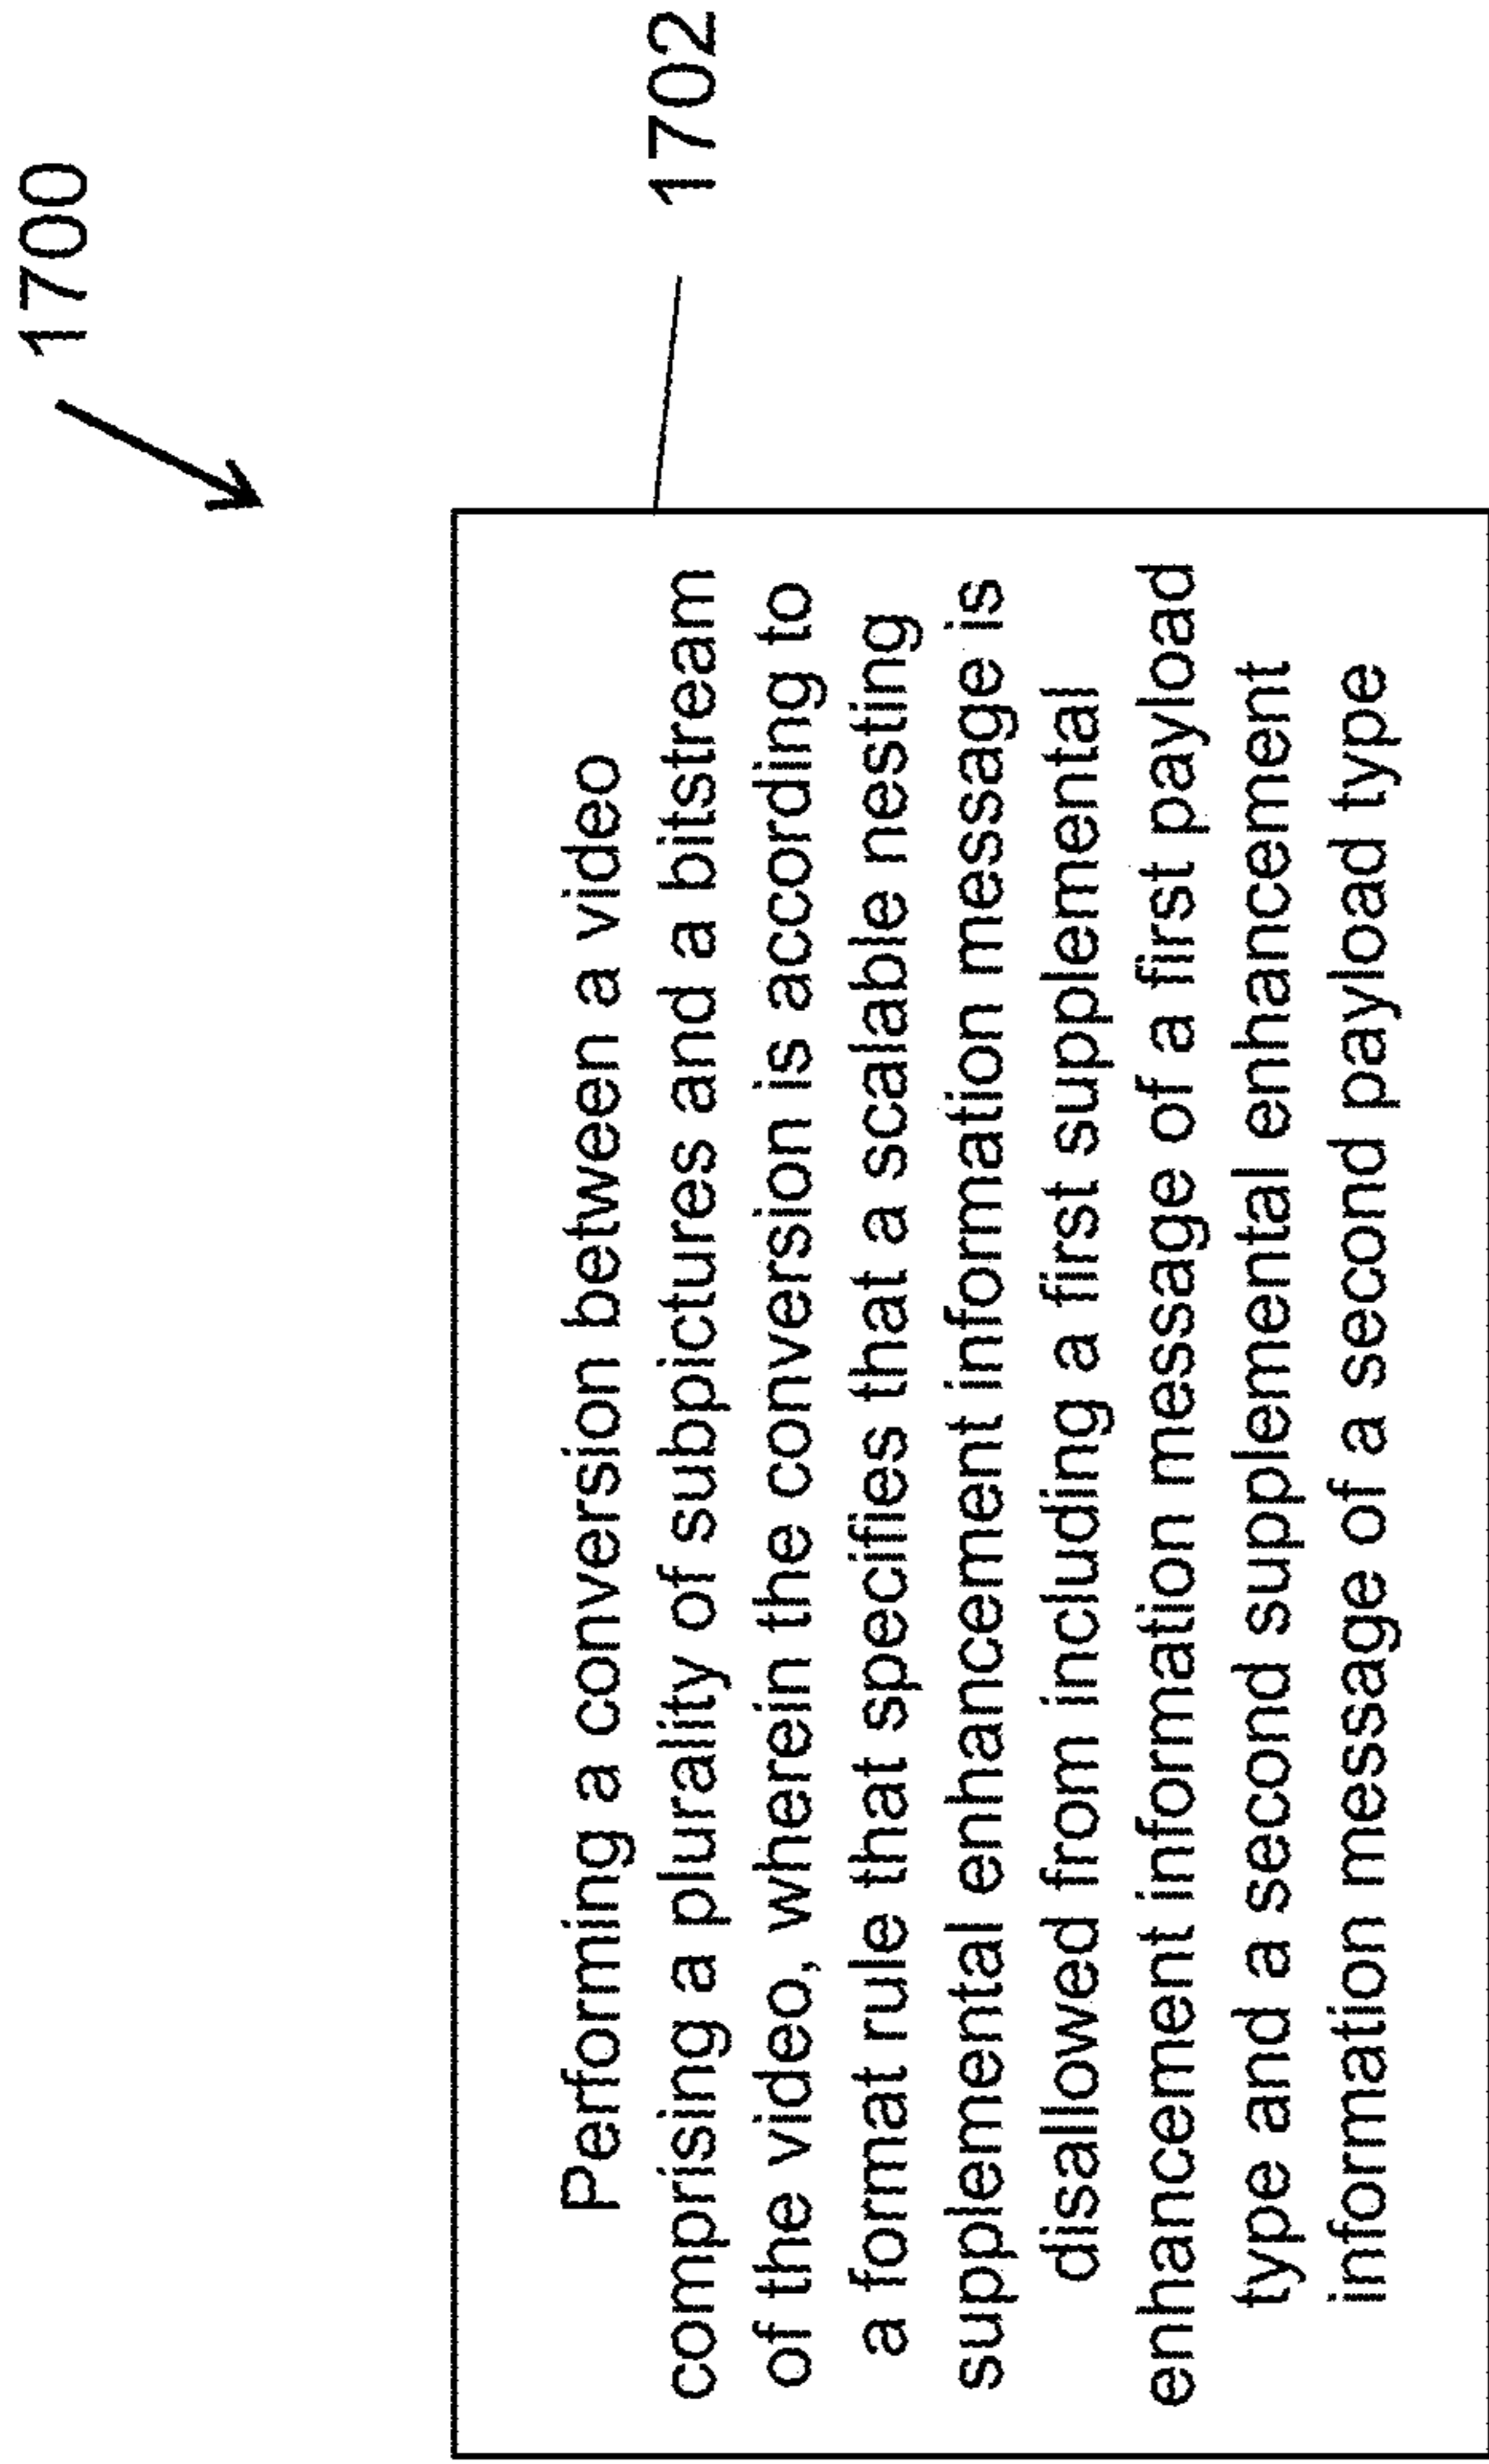 1700
1702
Performing a conversion between a video
comprising a plurality of subpictures and a bitstream
of the video, wherein the conversion is according to
a format rule that specifies that a scalable nesting
supplemental enhancement information message is
disallowed from including a first supplemental
enhancement information message of a first payload
type and a second supplemental enhancement
information message of a second payload type